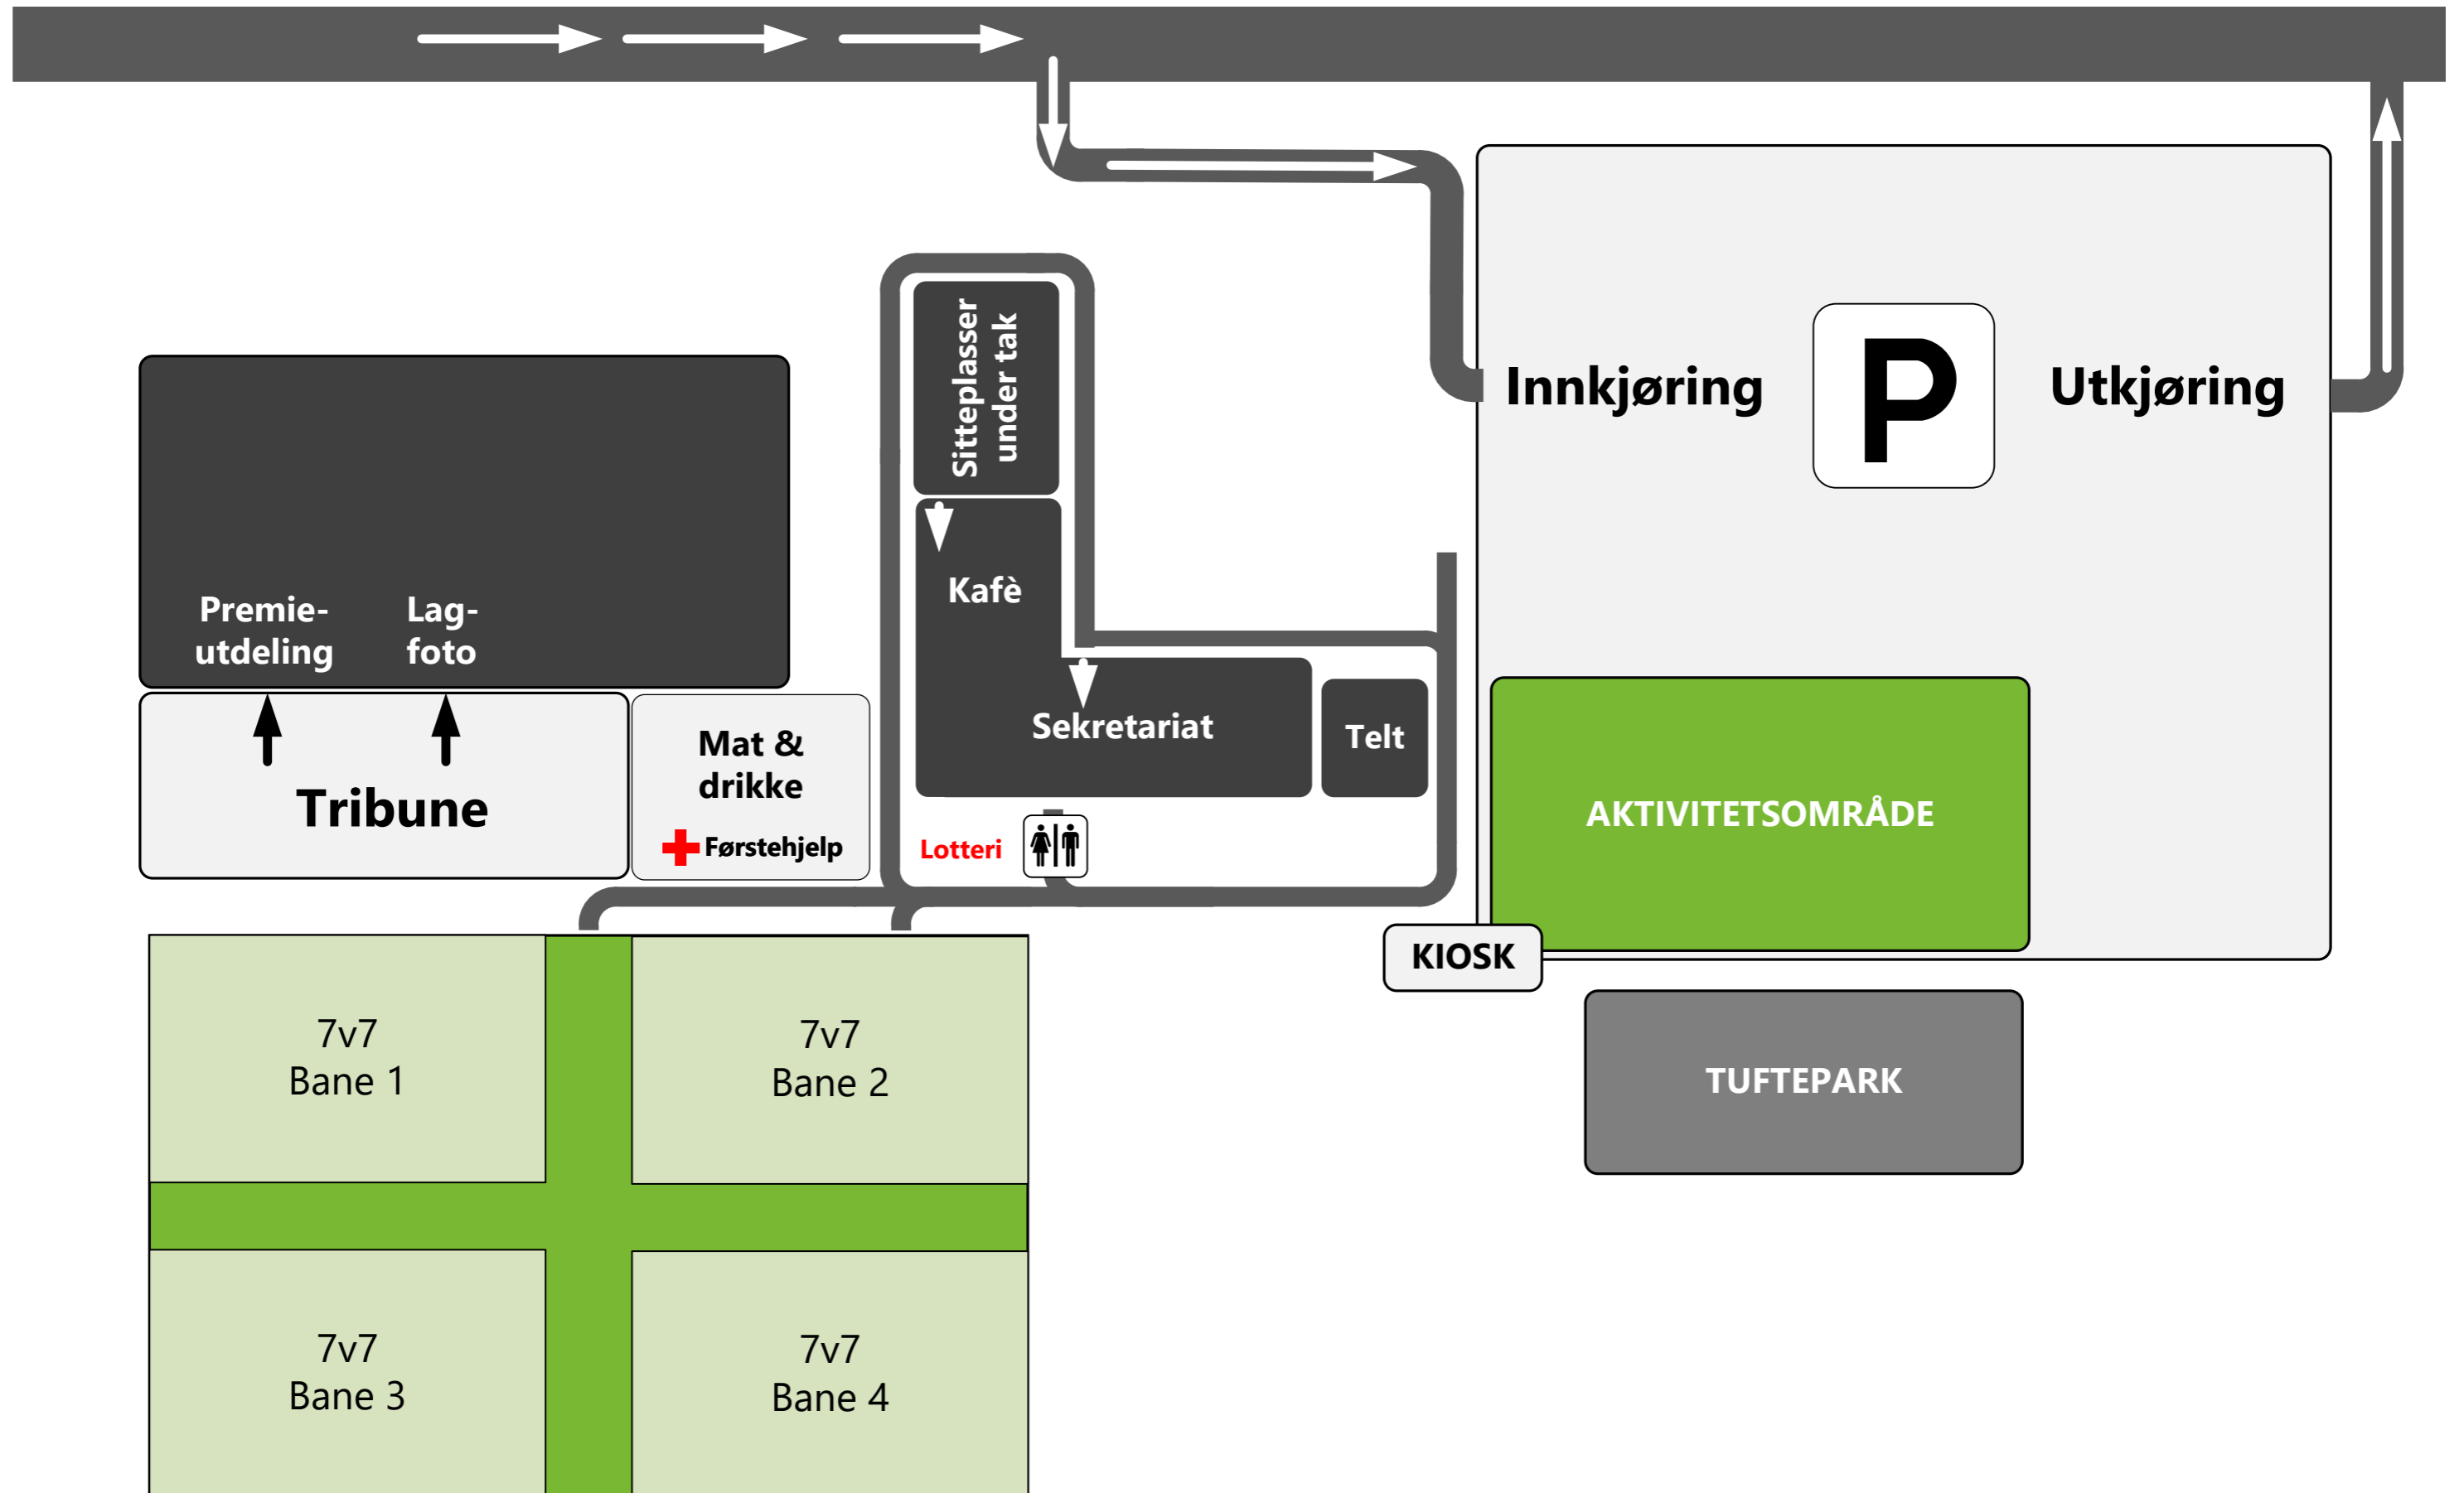 Sitteplasser
under tak
Innkjøring
P
Utkjøring
Kafè
Premie-
utdeling
Lag-
foto
Sekretariat
Telt
Mat &
drikke
Tribune
Førstehjelp
Lotteri
AKTIVITETSOMRÅDE
KIOSK
TUFTEPARK
7v7
Bane 1
7v7
Bane 2
7v7
Bane 3
7v7
Bane 4